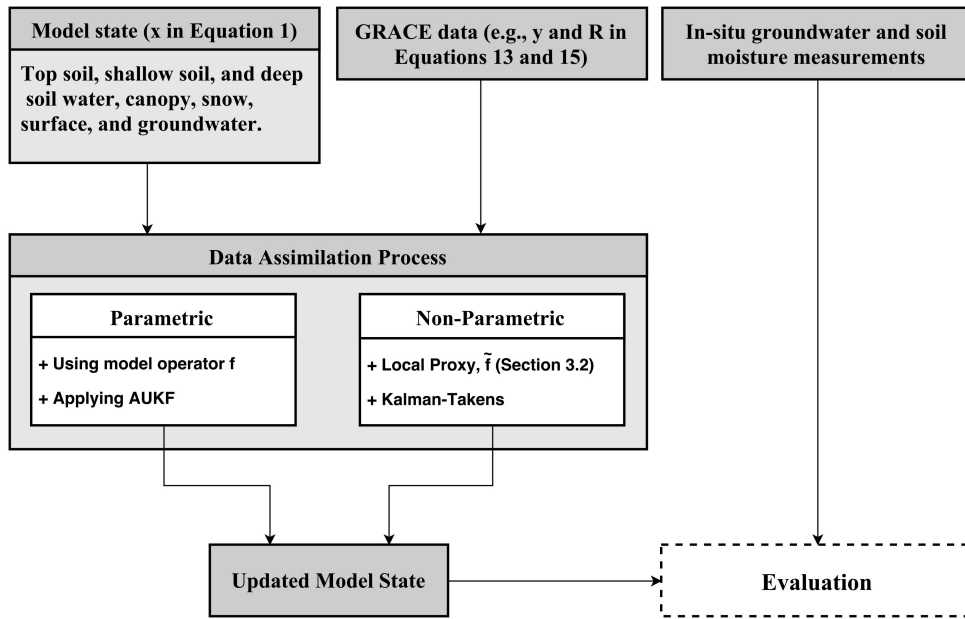 Model state (x in Equation 1)
Top soil, shallow soil, and deep
soil water, canopy, snow,
surface, and groundwater.
GRACE data (e.g., y and R in
Equations 13 and 15)
In-situ groundwater and soil
moisture measurements
Data Assimilation Process
Parametric
+ Using model operator f
+ Applying AUKF
Non-Parametric
+ Local Proxy, f̃ (Section 3.2)
+ Kalman-Takens
Updated Model State
Evaluation